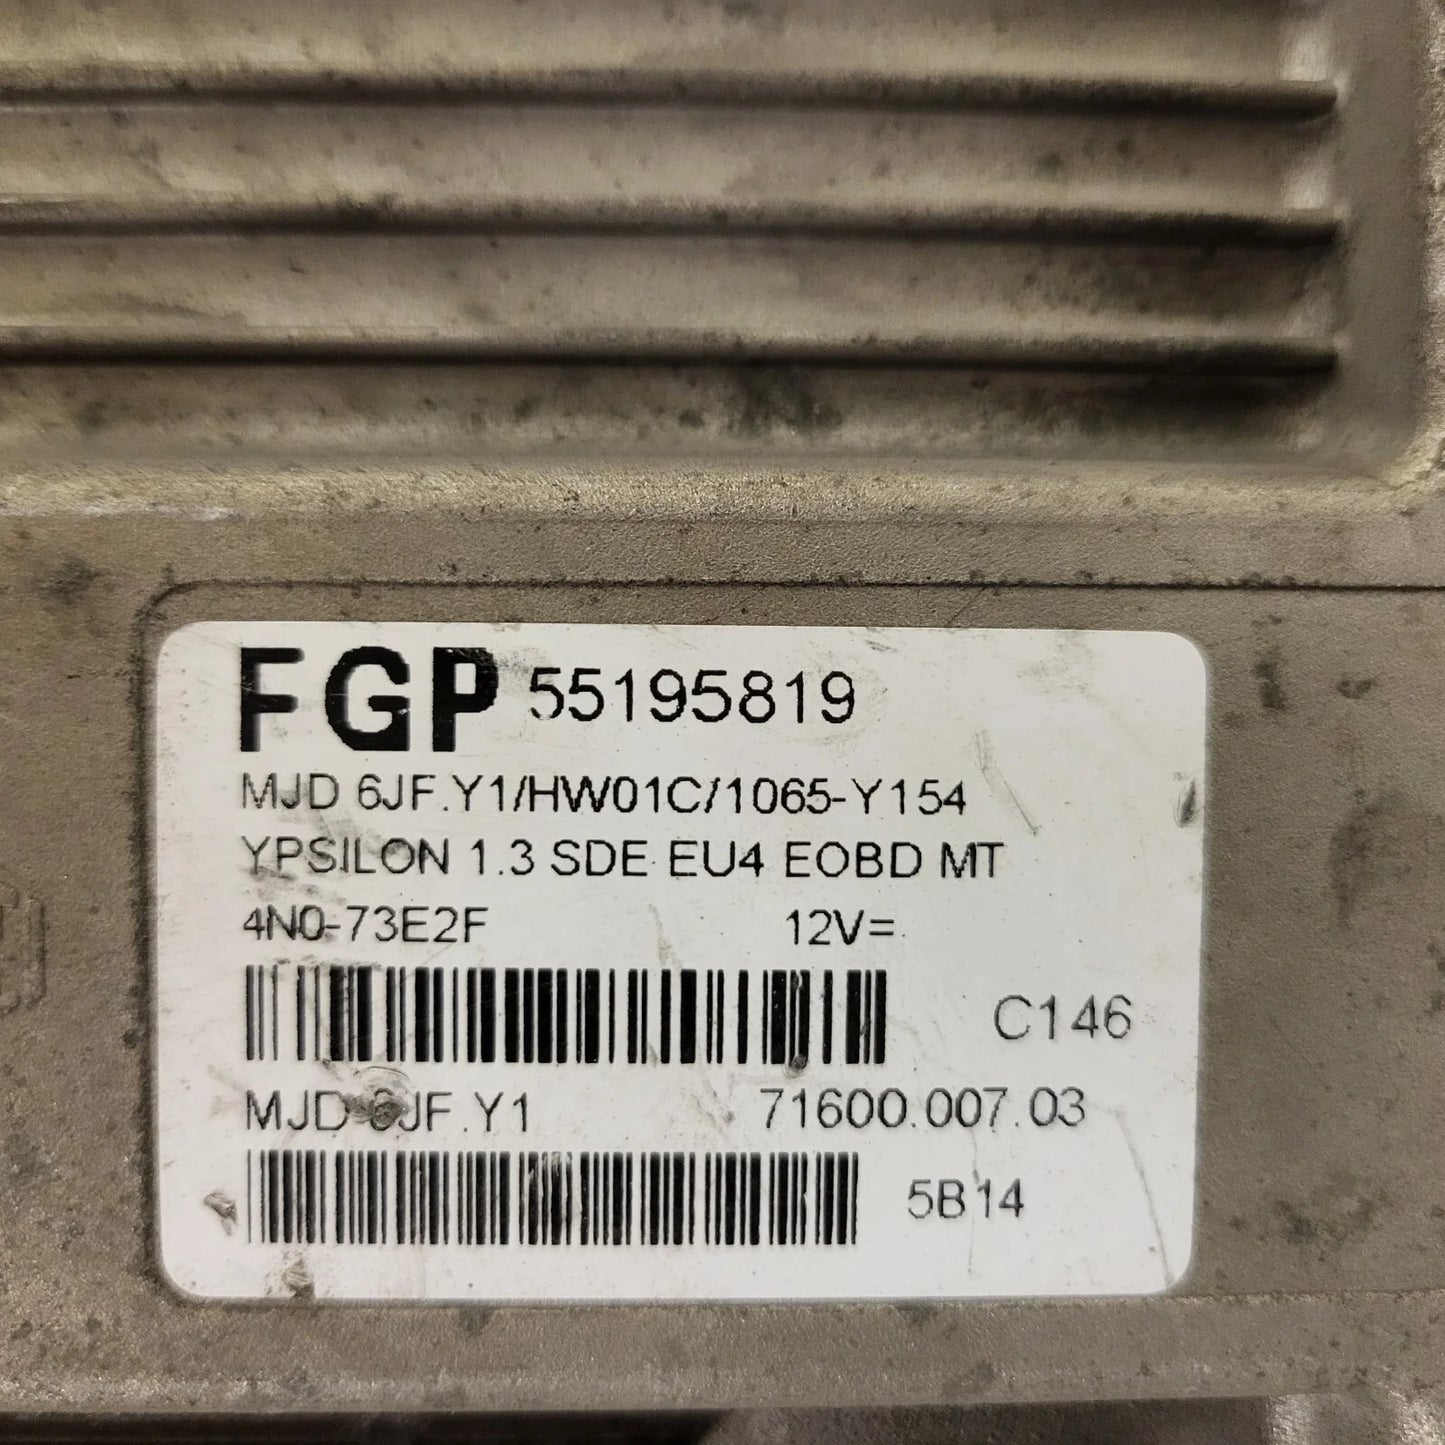 FGP 55195819
MJD 6JF.Y1/HW01C/1065-Y154
YPSILON 1.3 SDE EU4 EOBD MT
4N0-73E2F 12V=
C146
MJD 6JF.Y1 71600.007.03
5B14